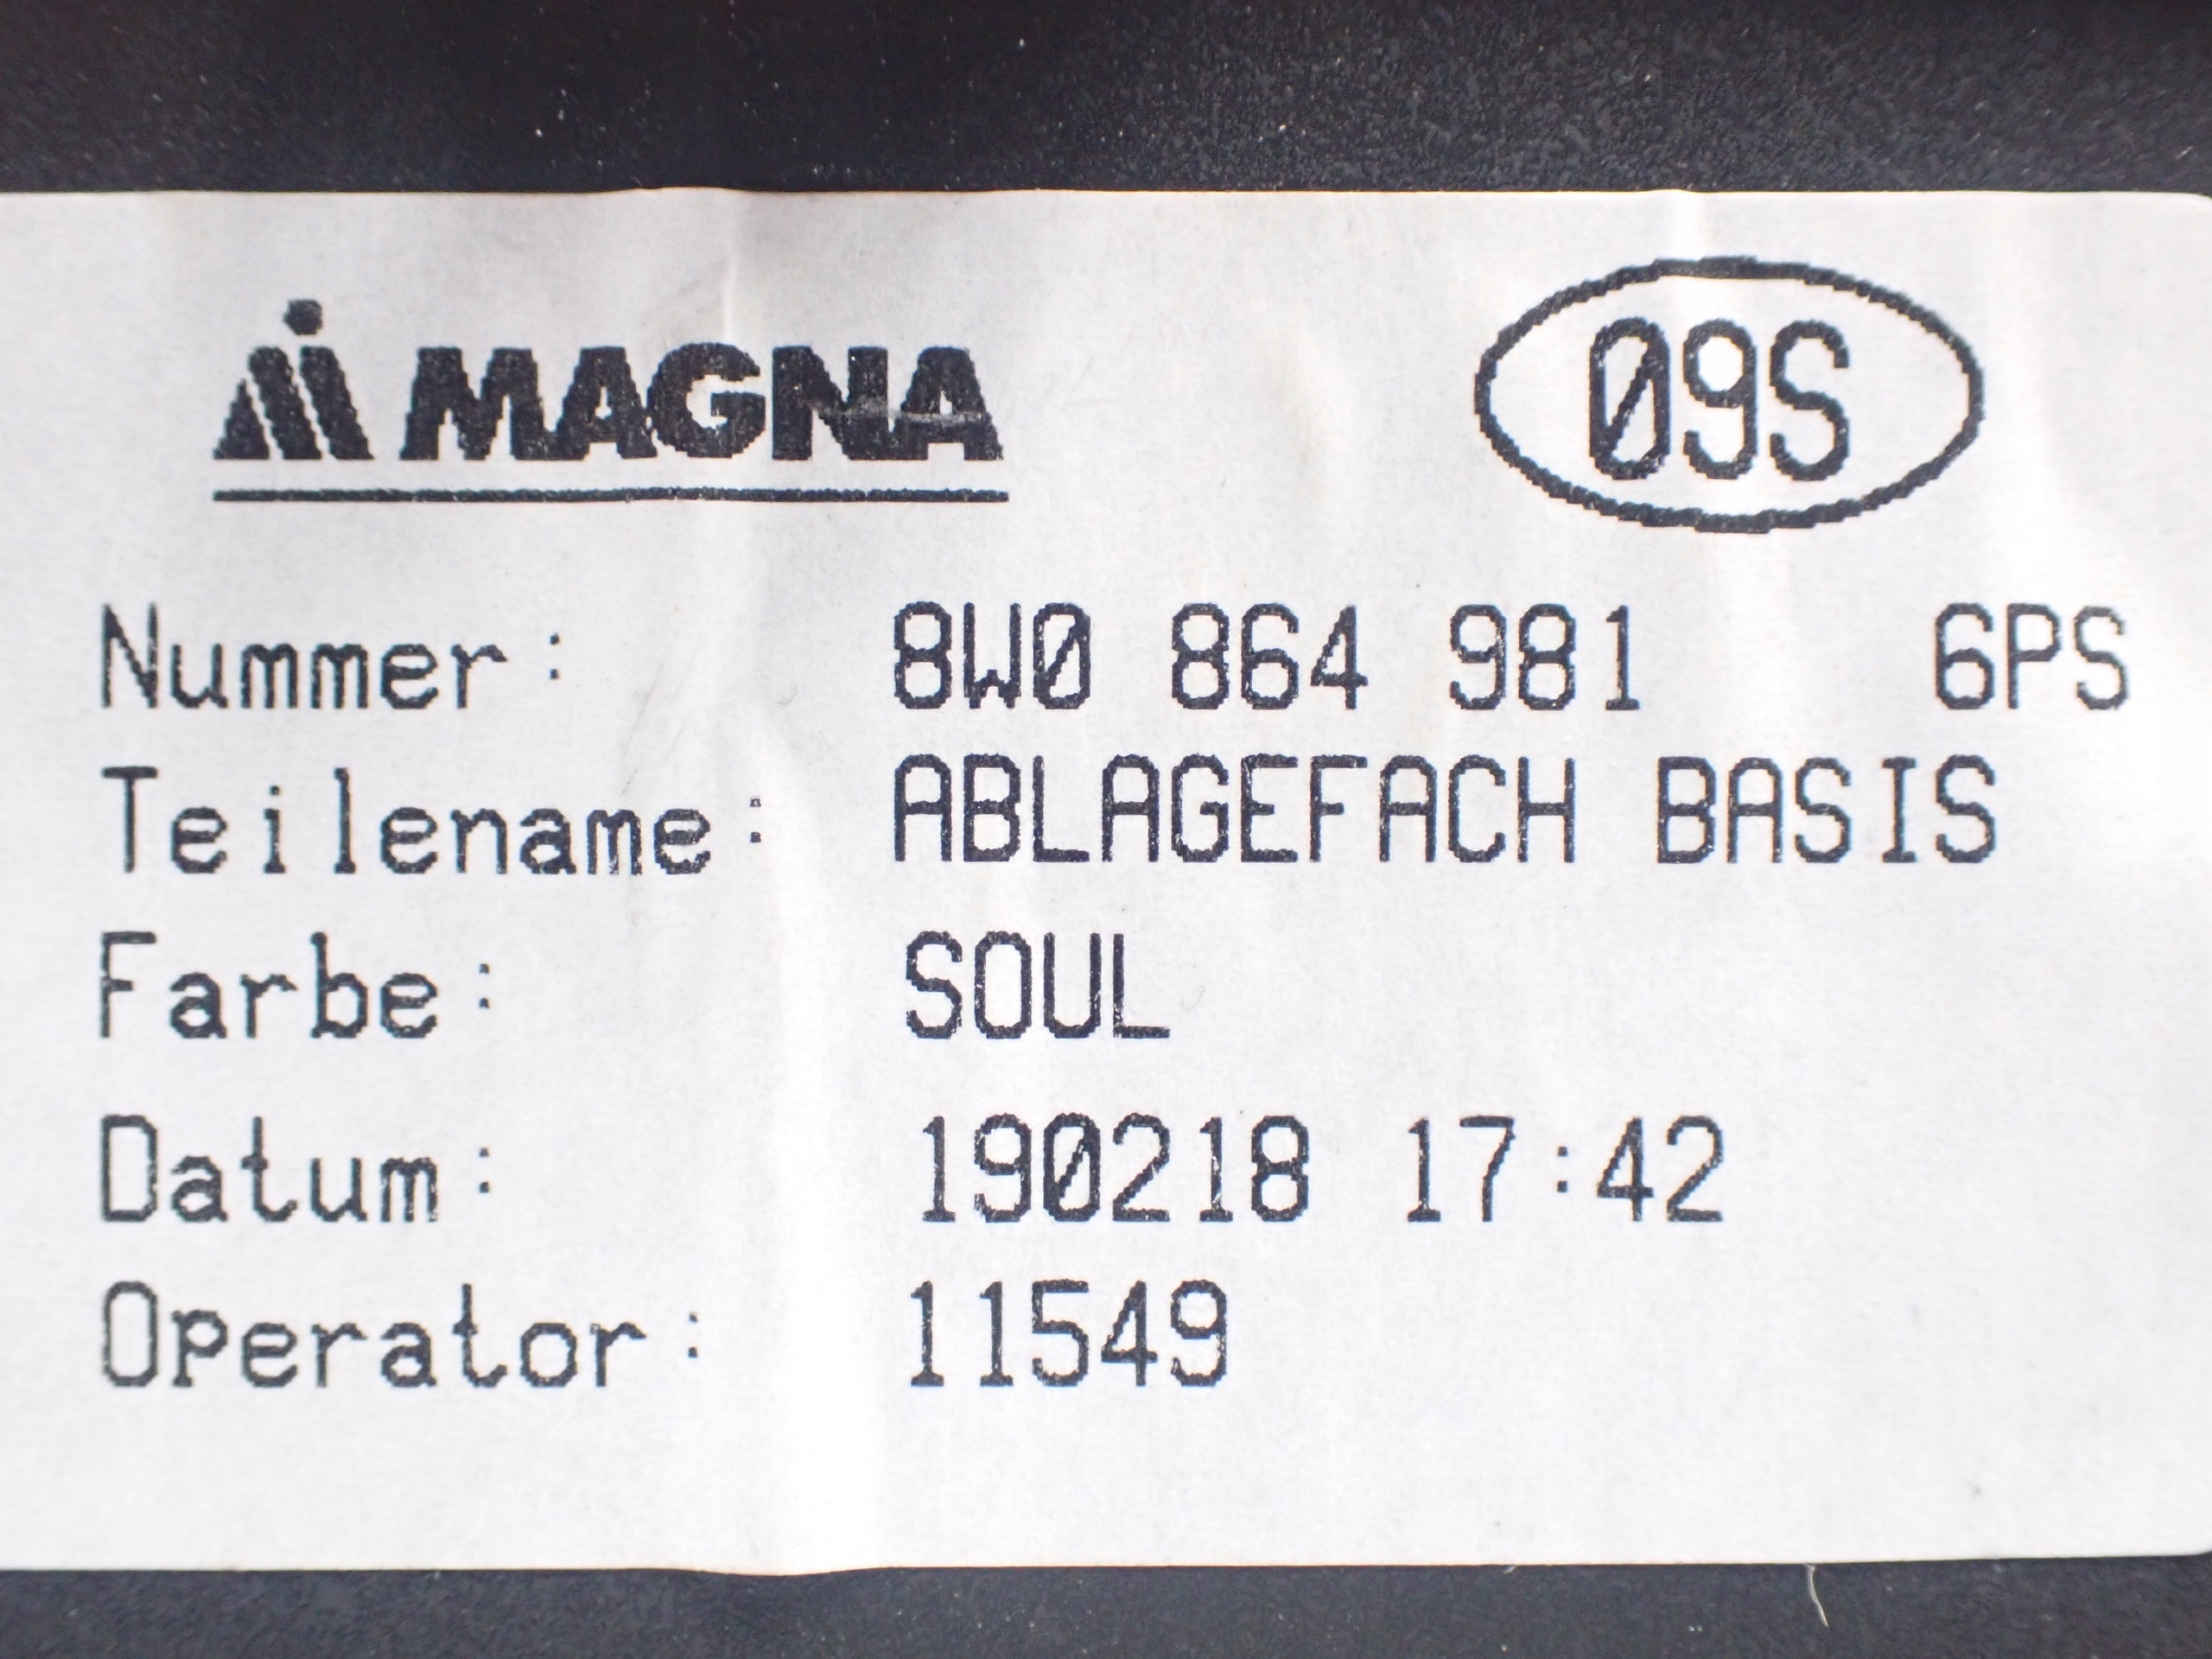 MAGNA
09S
Nummer: 8W0 864 981 6PS
Teilename: ABLAGEFACH BASIS
Farbe: SOUL
Datum: 190218 17:42
Operator: 11549